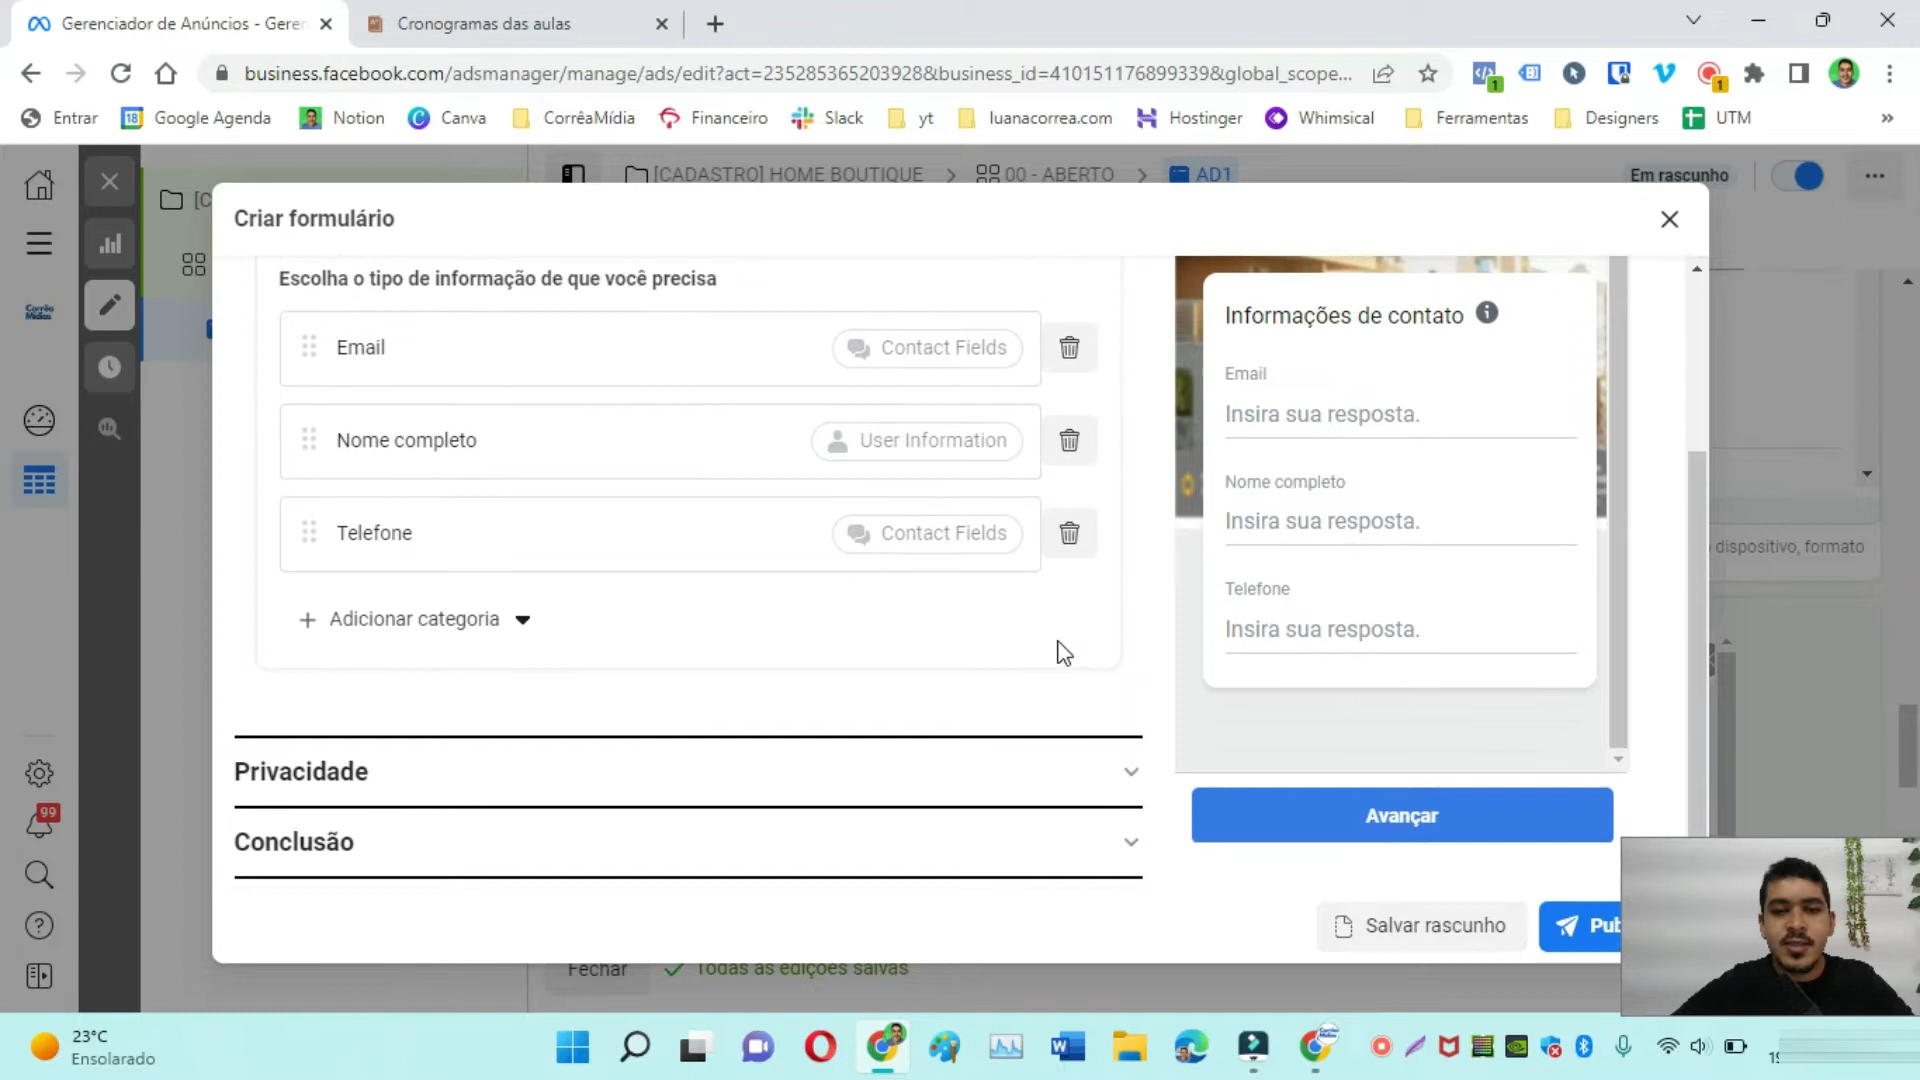 Gerenciador de Anúncios - Geren
Cronogramas das aulas
business.facebook.com/adsmanager/manage/ads/edit?act=235285365203928&business_id=410151176899339&global_scope...
1
1
Entrar
18
Google Agenda
Notion
Canva
CorrêaMídia
Financeiro
Slack
yt
luanacorrea.com
Hostinger
Whimsical
Ferramentas
Designers
UTM
»
[CADASTRO] HOME BOUTIQUE
00 - ABERTO
AD1
Em rascunho
[C
Criar formulário
Escolha o tipo de informação de que você precisa
Email
Contact Fields
Nome completo
User Information
Telefone
Contact Fields
Adicionar categoria
Privacidade
Conclusão
Informações de contato
Email
Insira sua resposta.
Nome completo
Insira sua resposta.
Telefone
Insira sua resposta.
Avançar
Salvar rascunho
Pub
dispositivo, formato
Corrêa
Mídias
99
Fechar
Todas as edições salvas
23°C
Ensolarado